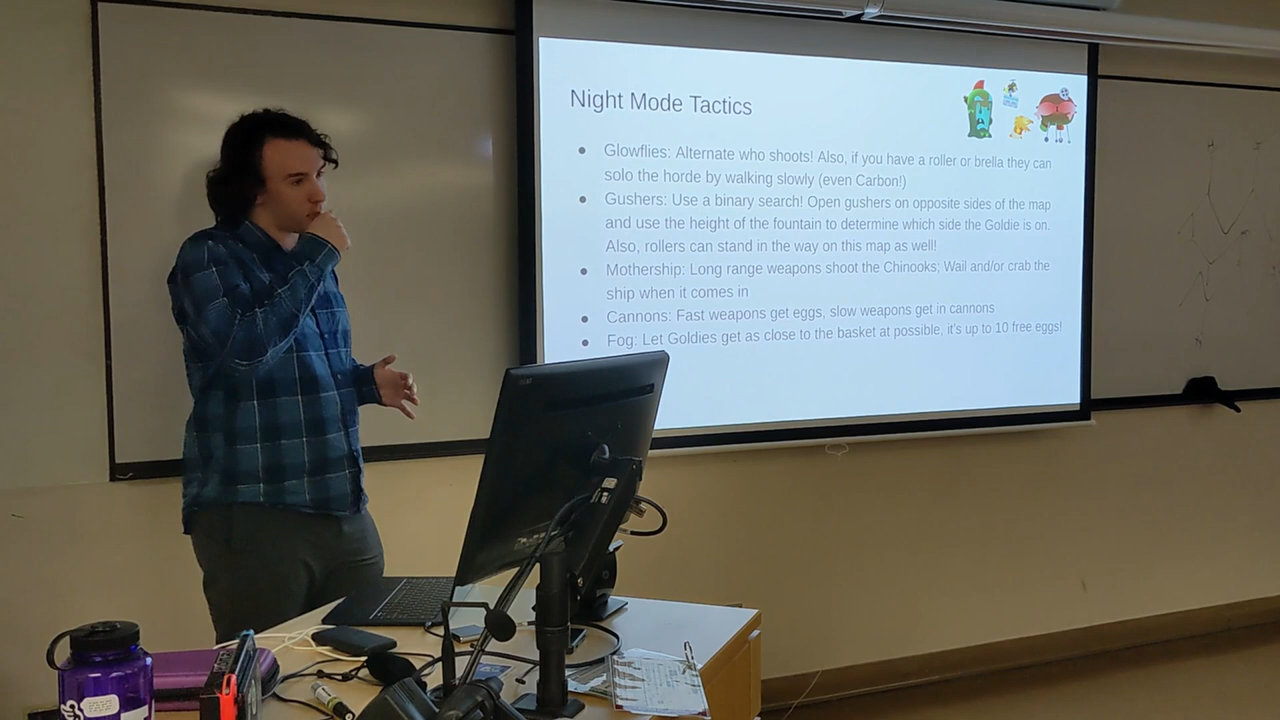 Night Mode Tactics
● Glowflies: Alternate who shoots! Also, if you have a roller or brella they can
solo the horde by walking slowly (even Carbon!)
● Gushers: Use a binary search! Open gushers on opposite sides of the map
and use the height of the fountain to determine which side the Goldie is on.
Also, rollers can stand in the way on this map as well!
● Mothership: Long range weapons shoot the Chinooks; Wail and/or crab the
ship when it comes in
● Cannons: Fast weapons get eggs, slow weapons get in cannons
● Fog: Let Goldies get as close to the basket at possible, it's up to 10 free eggs!